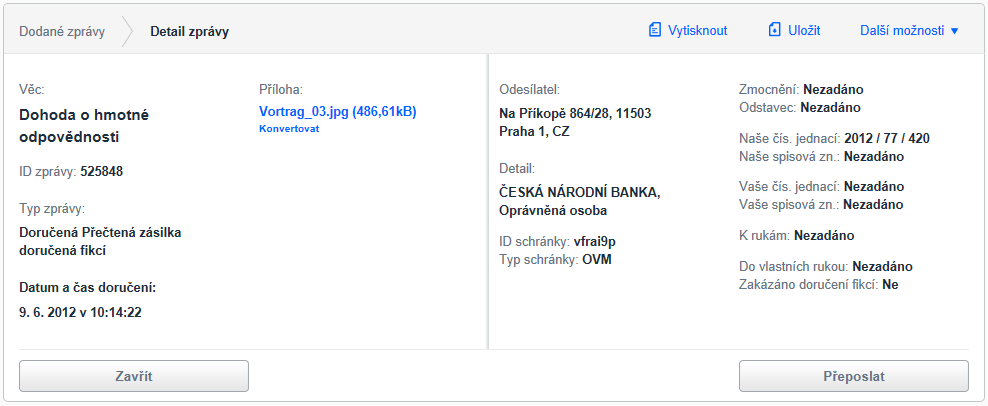 Dodané zprávy
Detail zprávy
Vytisknout
Uložit
Další možnosti
Věc:
Dohoda o hmotné
odpovědnosti
ID zprávy: 525848
Typ zprávy:
Doručená Přečtená zásilka
doručená fikcí
Datum a čas doručení:
9. 6. 2012 v 10:14:22
Příloha:
Vortrag_03.jpg (486,61kB)
Konvertovat
Odesílatel:
Na Příkopě 864/28, 11503
Praha 1, CZ
Detail:
ČESKÁ NÁRODNÍ BANKA,
Oprávněná osoba
ID schránky: vfrai9p
Typ schránky: OVM
Zmocnění: Nezadáno
Odstavec: Nezadáno
Naše čís. jednací: 2012 / 77 / 420
Naše spisová zn.: Nezadáno
Vaše čís. jednací: Nezadáno
Vaše spisová zn.: Nezadáno
K rukám: Nezadáno
Do vlastních rukou: Nezadáno
Zakázáno doručení fikcí: Ne
Zavřít
Přeposlat